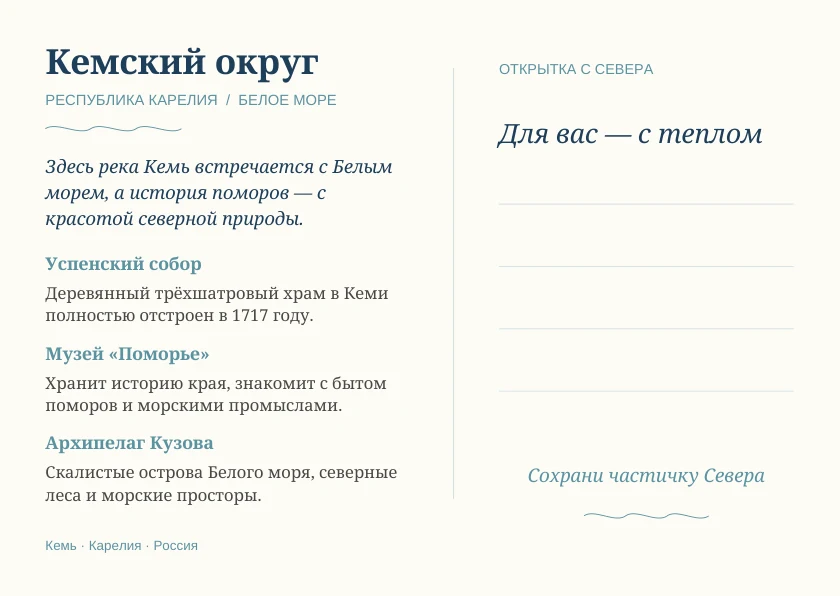 Кемский округ
РЕСПУБЛИКА КАРЕЛИЯ / БЕЛОЕ МОРЕ
Здесь река Кемь встречается с Белым
морем, а история поморов — с
красотой северной природы.
Успенский собор
Деревянный трёхшатровый храм в Кеми
полностью отстроен в 1717 году.
Музей «Поморье»
Хранит историю края, знакомит с бытом
поморов и морскими промыслами.
Архипелаг Кузова
Скалистые острова Белого моря, северные
леса и морские просторы.
Кемь · Карелия · Россия
ОТКРЫТКА С СЕВЕРА
Для вас — с теплом
Сохрани частичку Севера